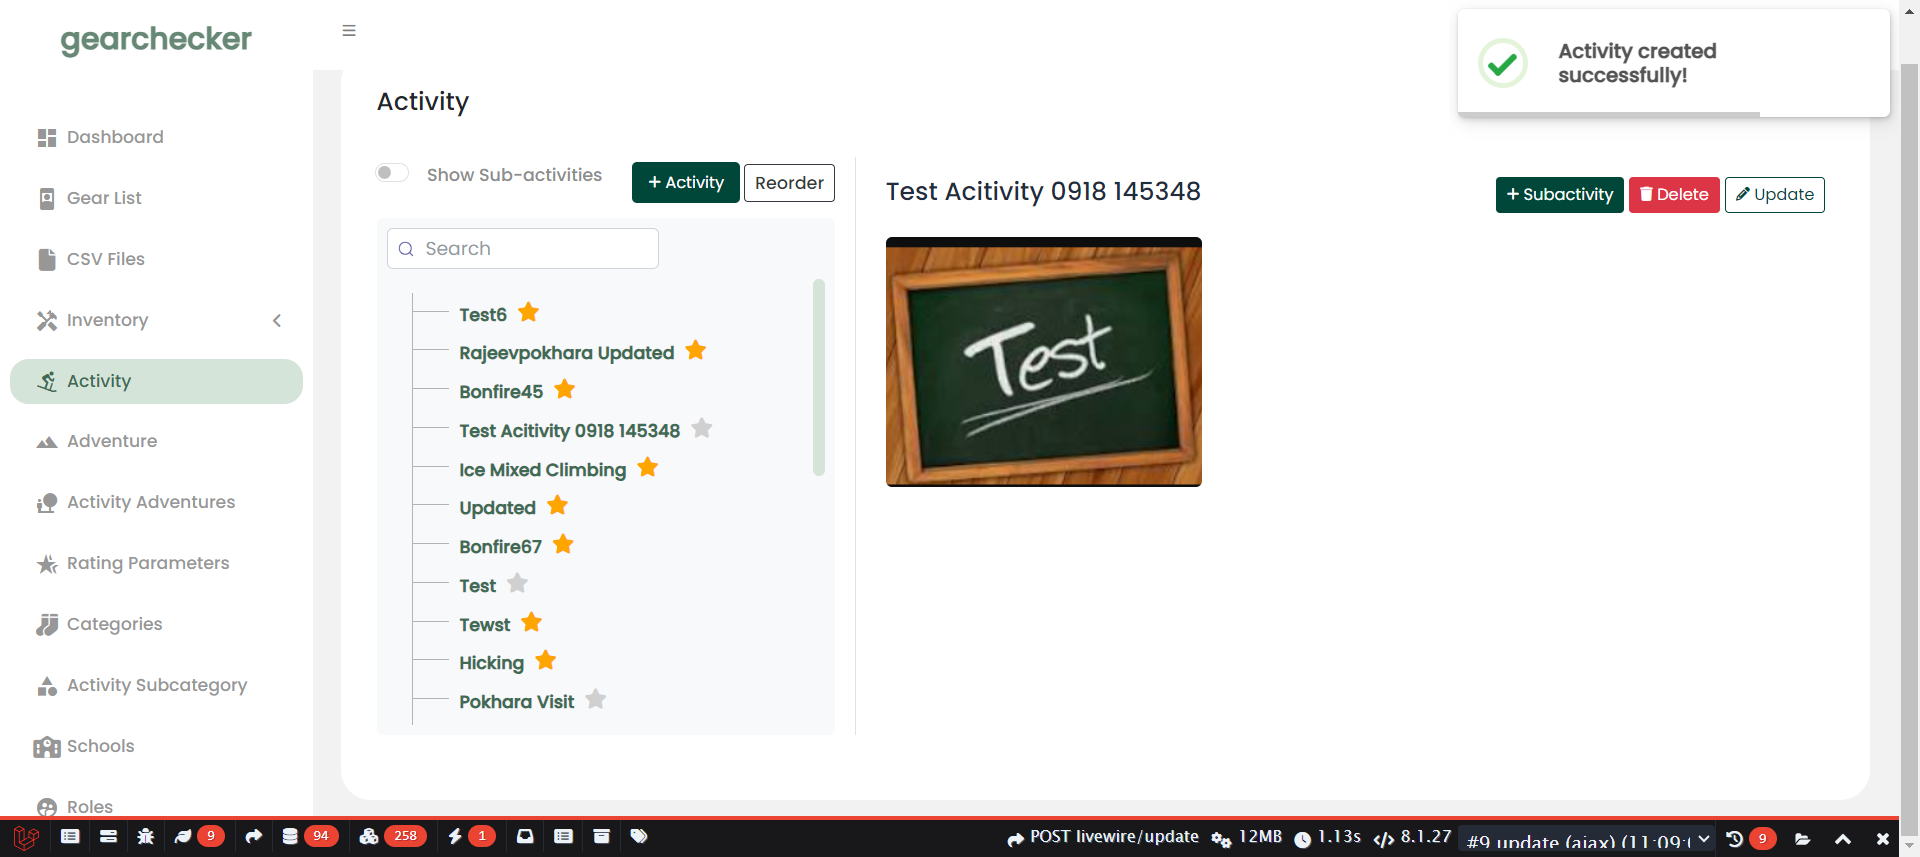 gearchecker
Activity created
successfully!
Dashboard
Gear List
CSV Files
Inventory
Activity
Adventure
Activity Adventures
Rating Parameters
Categories
Activity Subcategory
Schools
Roles
Activity
Show Sub-activities
+ Activity
Reorder
Search
Test6
Rajeevpokhara Updated
Bonfire45
Test Acitivity 0918 145348
Ice Mixed Climbing
Updated
Bonfire67
Test
Tewst
Hicking
Pokhara Visit
Test Acitivity 0918 145348
+ Subactivity
Delete
Update
Test
9
94
258
1
POST livewire/update
12MB
1.13s
8.1.27
#9 update (ajax) (11:09:
9